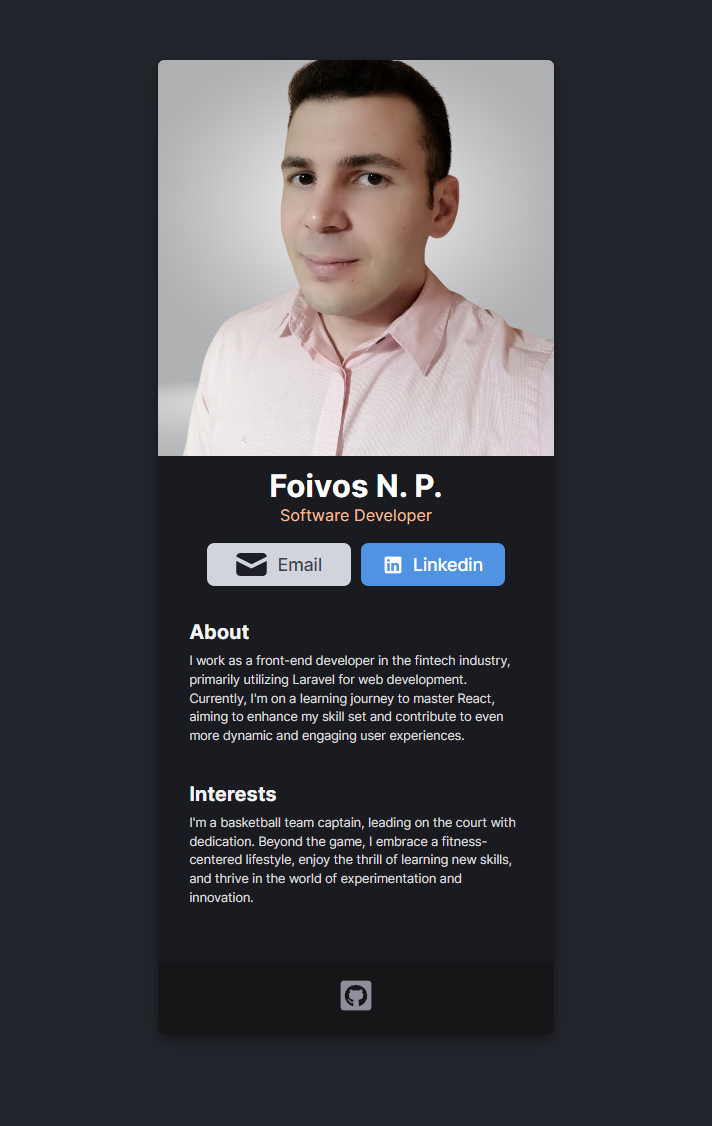 Foivos N. P.
Software Developer
Email
Linkedin
About
I work as a front-end developer in the fintech industry,
primarily utilizing Laravel for web development.
Currently, I'm on a learning journey to master React,
aiming to enhance my skill set and contribute to even
more dynamic and engaging user experiences.
Interests
I'm a basketball team captain, leading on the court with
dedication. Beyond the game, I embrace a fitness-
centered lifestyle, enjoy the thrill of learning new skills,
and thrive in the world of experimentation and
innovation.